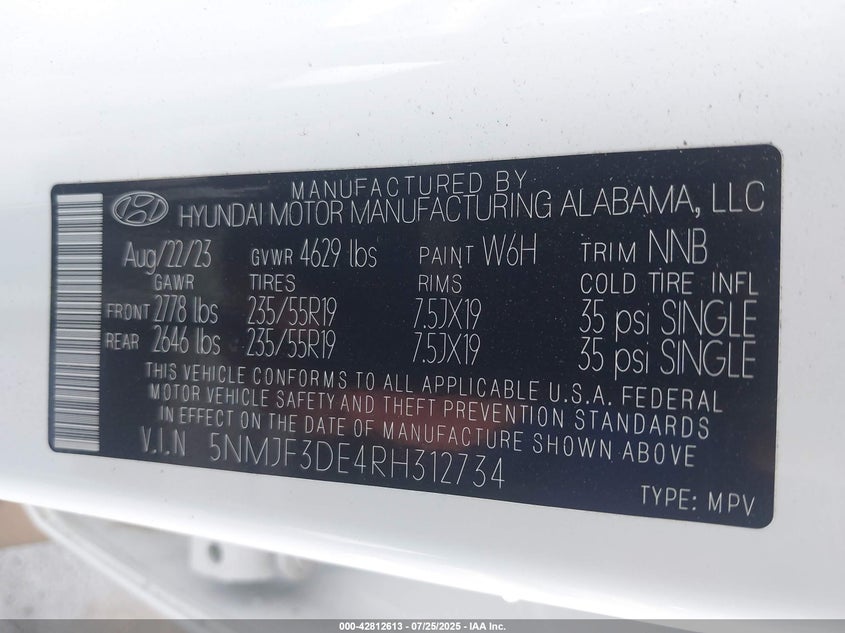 MANUFACTURED BY
HYUNDAI MOTOR MANUFACTURING ALABAMA, LLC
Aug/22/23 GVWR 4629 lbs PAINT W6H TRIM NNB
GAWR TIRES RIMS COLD TIRE INFL
FRONT 2778 lbs 235/55R19 7.5JX19 35 psi SINGLE
REAR 2646 lbs 235/55R19 7.5JX19 35 psi SINGLE
THIS VEHICLE CONFORMS TO ALL APPLICABLE U.S.A. FEDERAL
MOTOR VEHICLE SAFETY AND THEFT PREVENTION STANDARDS
IN EFFECT ON THE DATE OF MANUFACTURE SHOWN ABOVE
V.I.N 5NMJF3DE4RH312734
TYPE: MPV
000-42812613 - 07/25/2025 - IAA Inc.